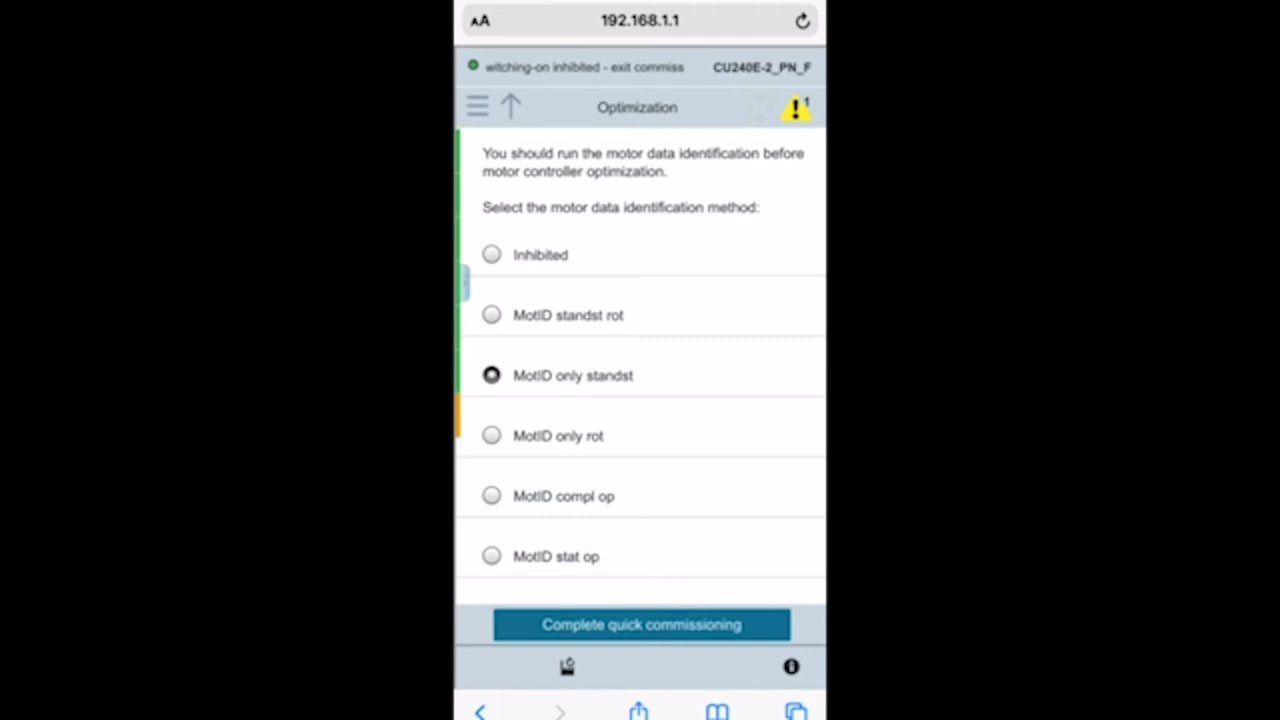 AA 192.168.1.1
witching-on inhibited - exit commiss CU240E-2_PN_F
Optimization 1
You should run the motor data identification before
motor controller optimization.
Select the motor data identification method:
Inhibited
MotID standst rot
MotID only standst
MotID only rot
MotID compl op
MotID stat op
Complete quick commissioning